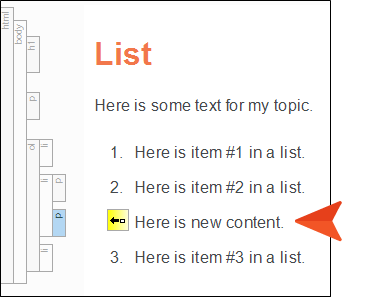 html
body
h1
p
ol
li
li
p
p
li
List
Here is some text for my topic.
1. Here is item #1 in a list.
2. Here is item #2 in a list.
Here is new content.
3. Here is item #3 in a list.